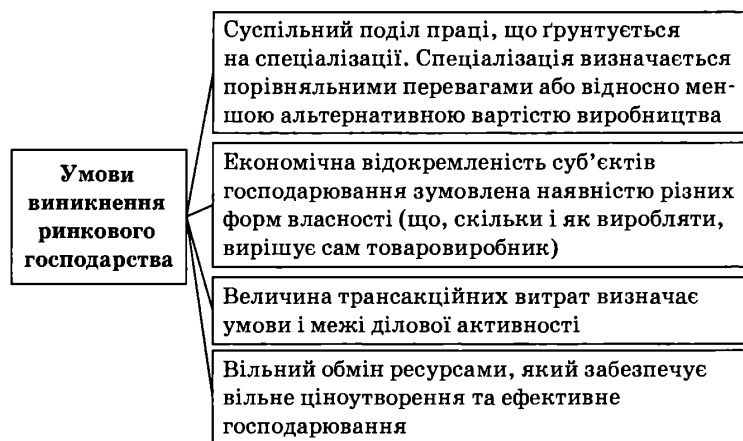 Суспільний поділ праці, що ґрунтується
на спеціалізації. Спеціалізація визначається
порівняльними перевагами або відносно мен-
шою альтернативною вартістю виробництва
Умови
виникнення
ринкового
господарства
Економічна відокремленість суб’єктів
господарювання зумовлена наявністю різних
форм власності (що, скільки і як виробляти,
вирішує сам товаровиробник)
Величина трансакційних витрат визначає
умови і межі ділової активності
Вільний обмін ресурсами, який забезпечує
вільне ціноутворення та ефективне
господарювання